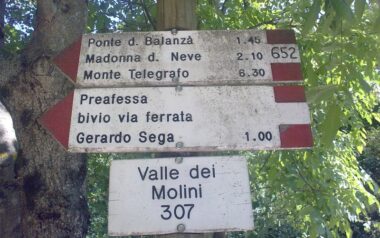 Ponte d. Balanzà 1.45
Madonna d. Neve 2.10 652
Monte Telegrafo 6.30
Preafessa
bivio via ferrata
Gerardo Sega 1.00
Valle dei
Molini
307